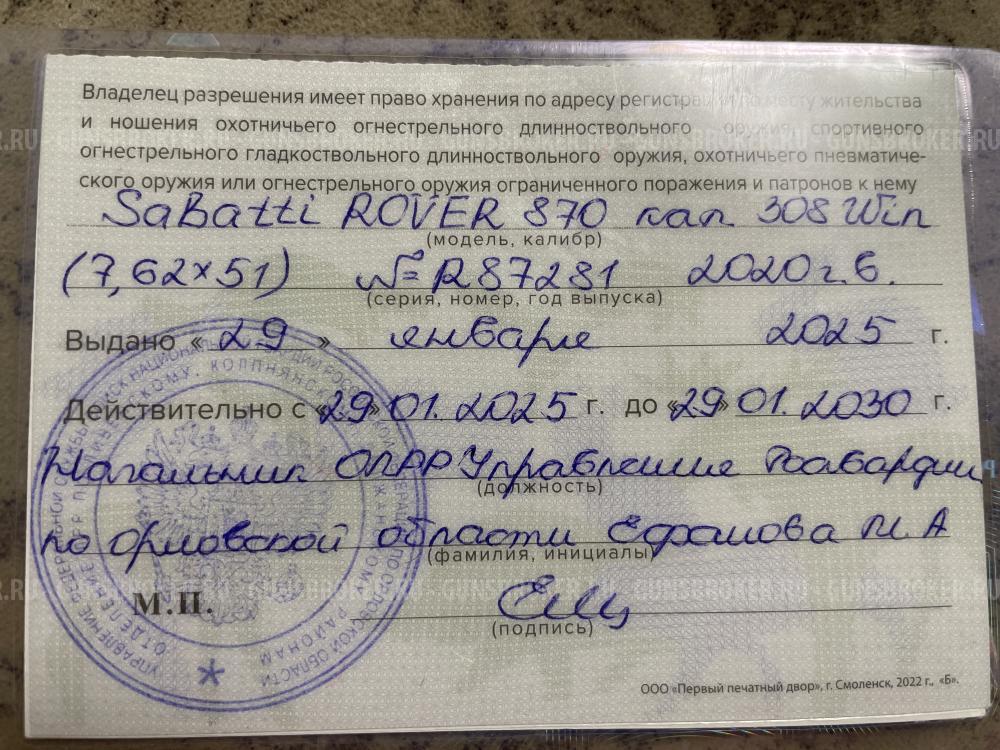 Владелец разрешения имеет право хранения по адресу регистрации по месту жительства
и ношения охотничьего огнестрельного длинноствольного оружия, спортивного
огнестрельного гладкоствольного длинноствольного оружия, охотничьего пневматиче-
ского оружия или огнестрельного оружия ограниченного поражения и патронов к нему
SaBatti ROVER 870 кал 308 Win
(модель, калибр)
(7,62×51) №R87281 2020г.в.
(серия, номер, год выпуска)
Выдано « 29 » января 2025 г.
Действительно с «29» 01. 2025 г. до «29» 01. 2030 г.
Начальник ОЛРР Управления Росгвардии
(должность)
по Орловской области
(фамилия, инициалы)
М.П.
(подпись)
ООО «Первый печатный двор», г. Смоленск, 2022 г., «Б».
GUNSBROKER.RU